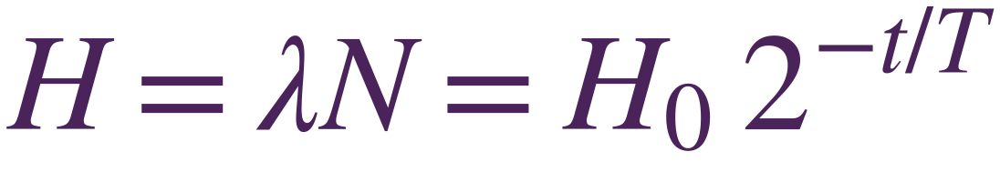 H = λN = H₀ 2^{-t/T}